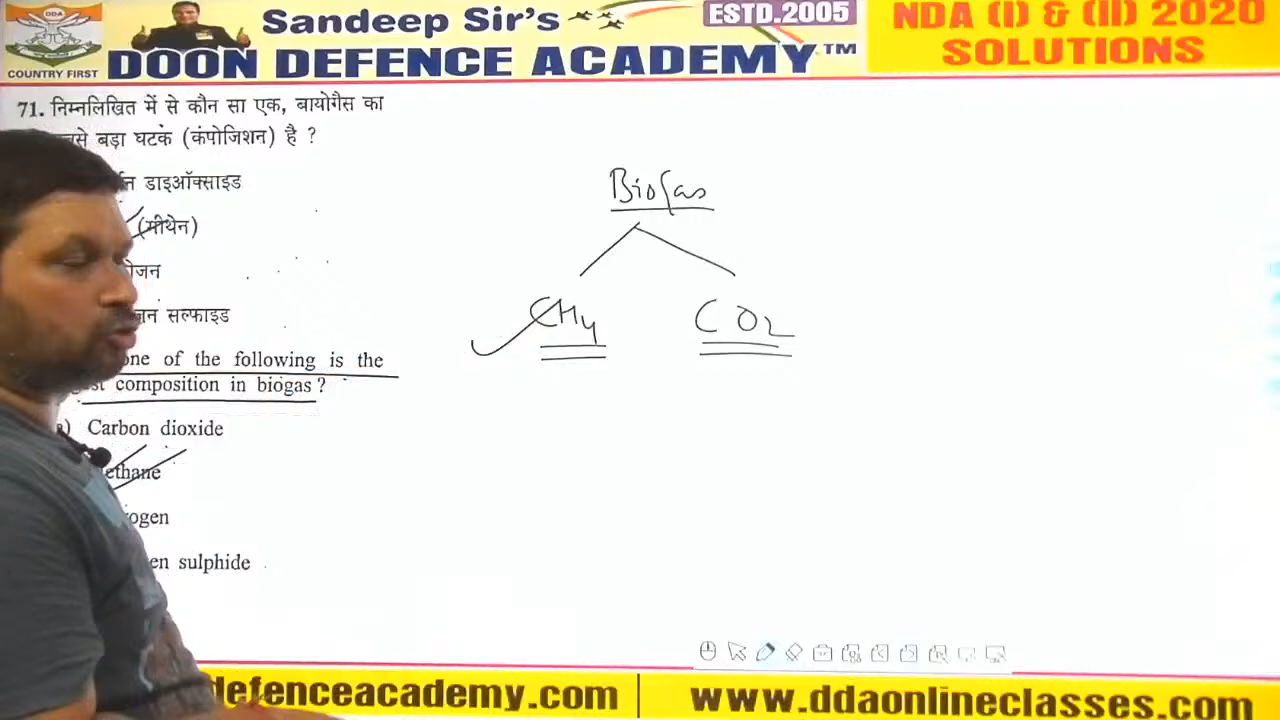 DDA
COUNTRY FIRST
Sandeep Sir's
ESTD.2005
DOON DEFENCE ACADEMY™
NDA (I) & (II) 2020
SOLUTIONS
71. निम्नलिखित में से कौन सा एक, बायोगैस का
बड़ा घटक (कंपोजिशन) है ?
डाइऑक्साइड
(मीथेन)
सल्फाइड
one of the following is the
composition in biogas ?
Carbon dioxide
ethane
ogen
en sulphide
Biogas
CH4
CO2
defenceacademy.com
www.ddaonlineclasses.com